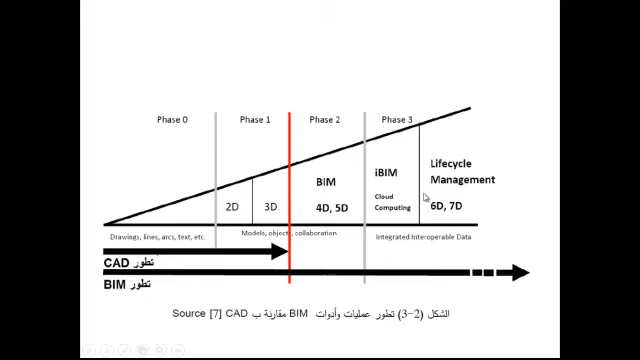 Phase 0 Phase 1 Phase 2 Phase 3
Lifecycle
Management
iBIM
BIM
Cloud
Computing
2D 3D 4D, 5D 6D, 7D
Drawings, lines, arcs, text, etc. Models, objects, collaboration Integrated Interoperable Data
تطور CAD
تطور BIM
الشكل (2-3) تطور عمليات وأدوات BIM مقارنة ب CAD Source [7]